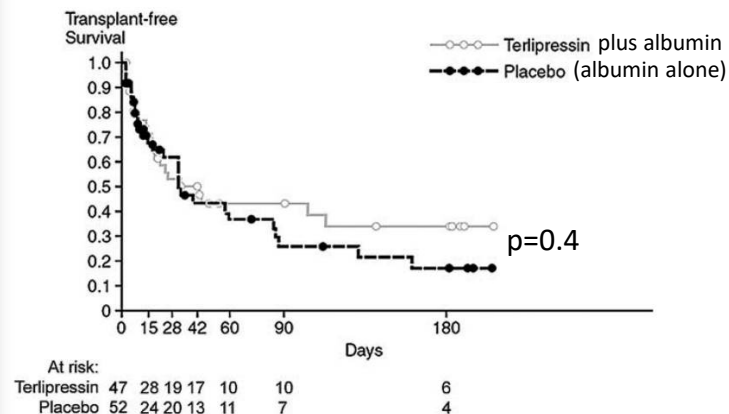 Transplant-free
Survival
Terlipressin plus albumin
Placebo (albumin alone)
1.0
0.9
0.8
0.7
0.6
0.5
0.4
0.3
0.2
0.1
0
p=0.4
0 15 28 42 60 90 180
Days
At risk:
Terlipressin 47 28 19 17 10 10 6
Placebo 52 24 20 13 11 7 4